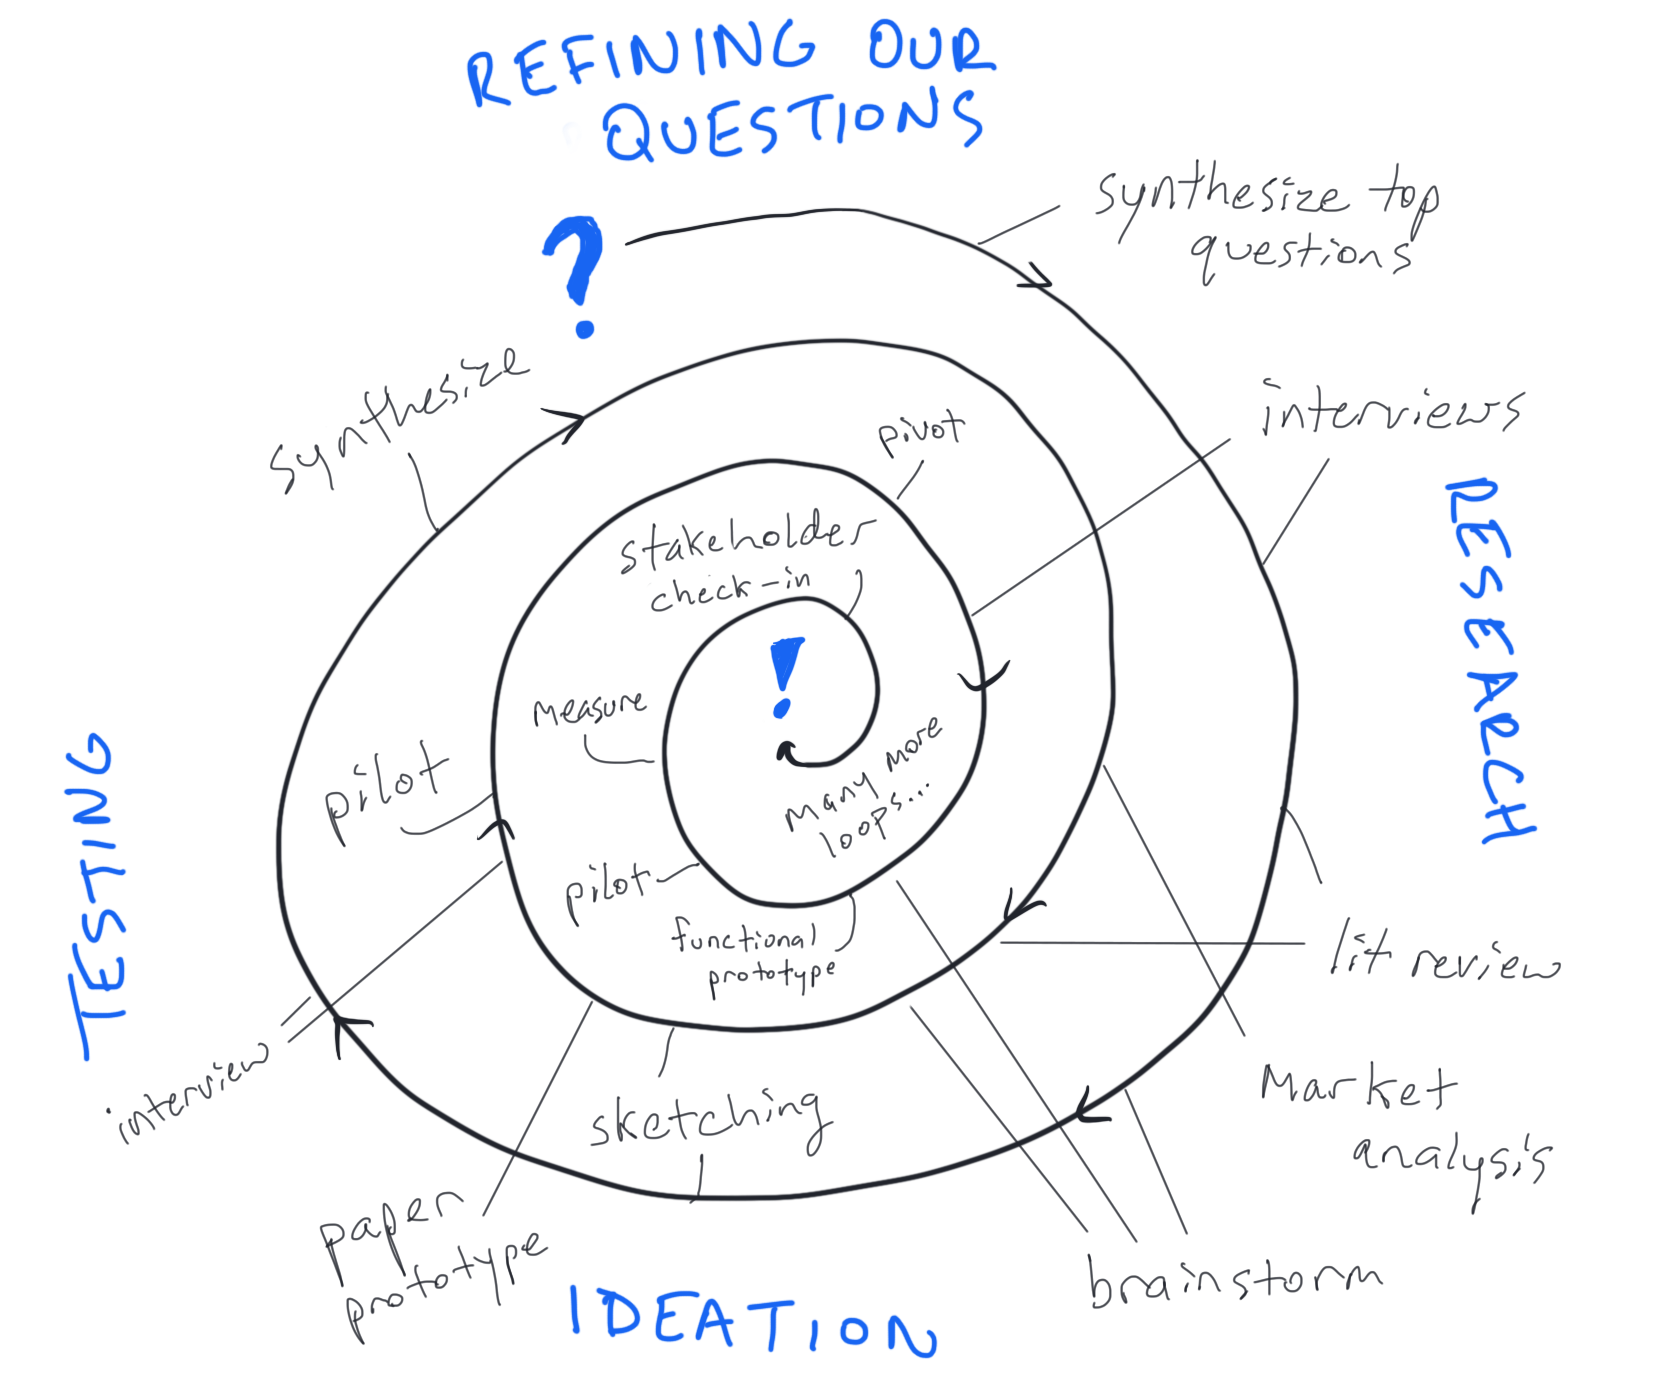 REFINING OUR
QUESTIONS
?
synthesize top
questions
synthesize
interviews
pivot
RESEARCH
stakeholder
check-in
!
measure
many more
loops...
TESTING
pilot
pilot
functional
prototype
lit review
interview
market
analysis
sketching
paper
prototype
brainstorm
IDEATION